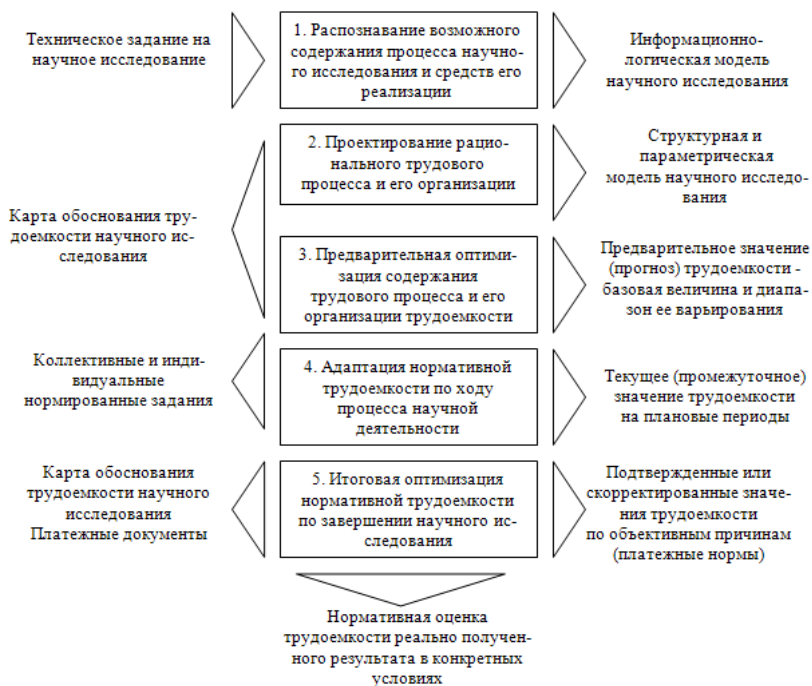 Техническое задание на
научное исследование
1. Распознавание возможного
содержания процесса научно-
го исследования и средств его
реализации
Информационно-
логическая модель
научного исследования
2. Проектирование рацио-
нального трудового
процесса и его организации
Структурная и
параметрическая
модель научного исследо-
вания
Карта обоснования тру-
доемкости научного ис-
следования
3. Предварительная оптими-
зация содержания
трудового процесса и его
организации трудоемкости
Предварительное значение
(прогноз) трудоемкости -
базовая величина и диапа-
зон ее варьирования
Коллективные и инди-
видуальные
нормированные задания
4. Адаптация нормативной
трудоемкости по ходу
процесса научной
деятельности
Текущее (промежуточное)
значение трудоемкости
на плановые периоды
Карта обоснования
трудоемкости научного
исследования
Платежные документы
5. Итоговая оптимизация
нормативной трудоемкости
по завершении научного ис-
следования
Подтвержденные или
скорректированные значе-
ния трудоемкости
по объективным причинам
(платежные нормы)
Нормативная оценка
трудоемкости реально получен-
ного результата в конкретных
условиях